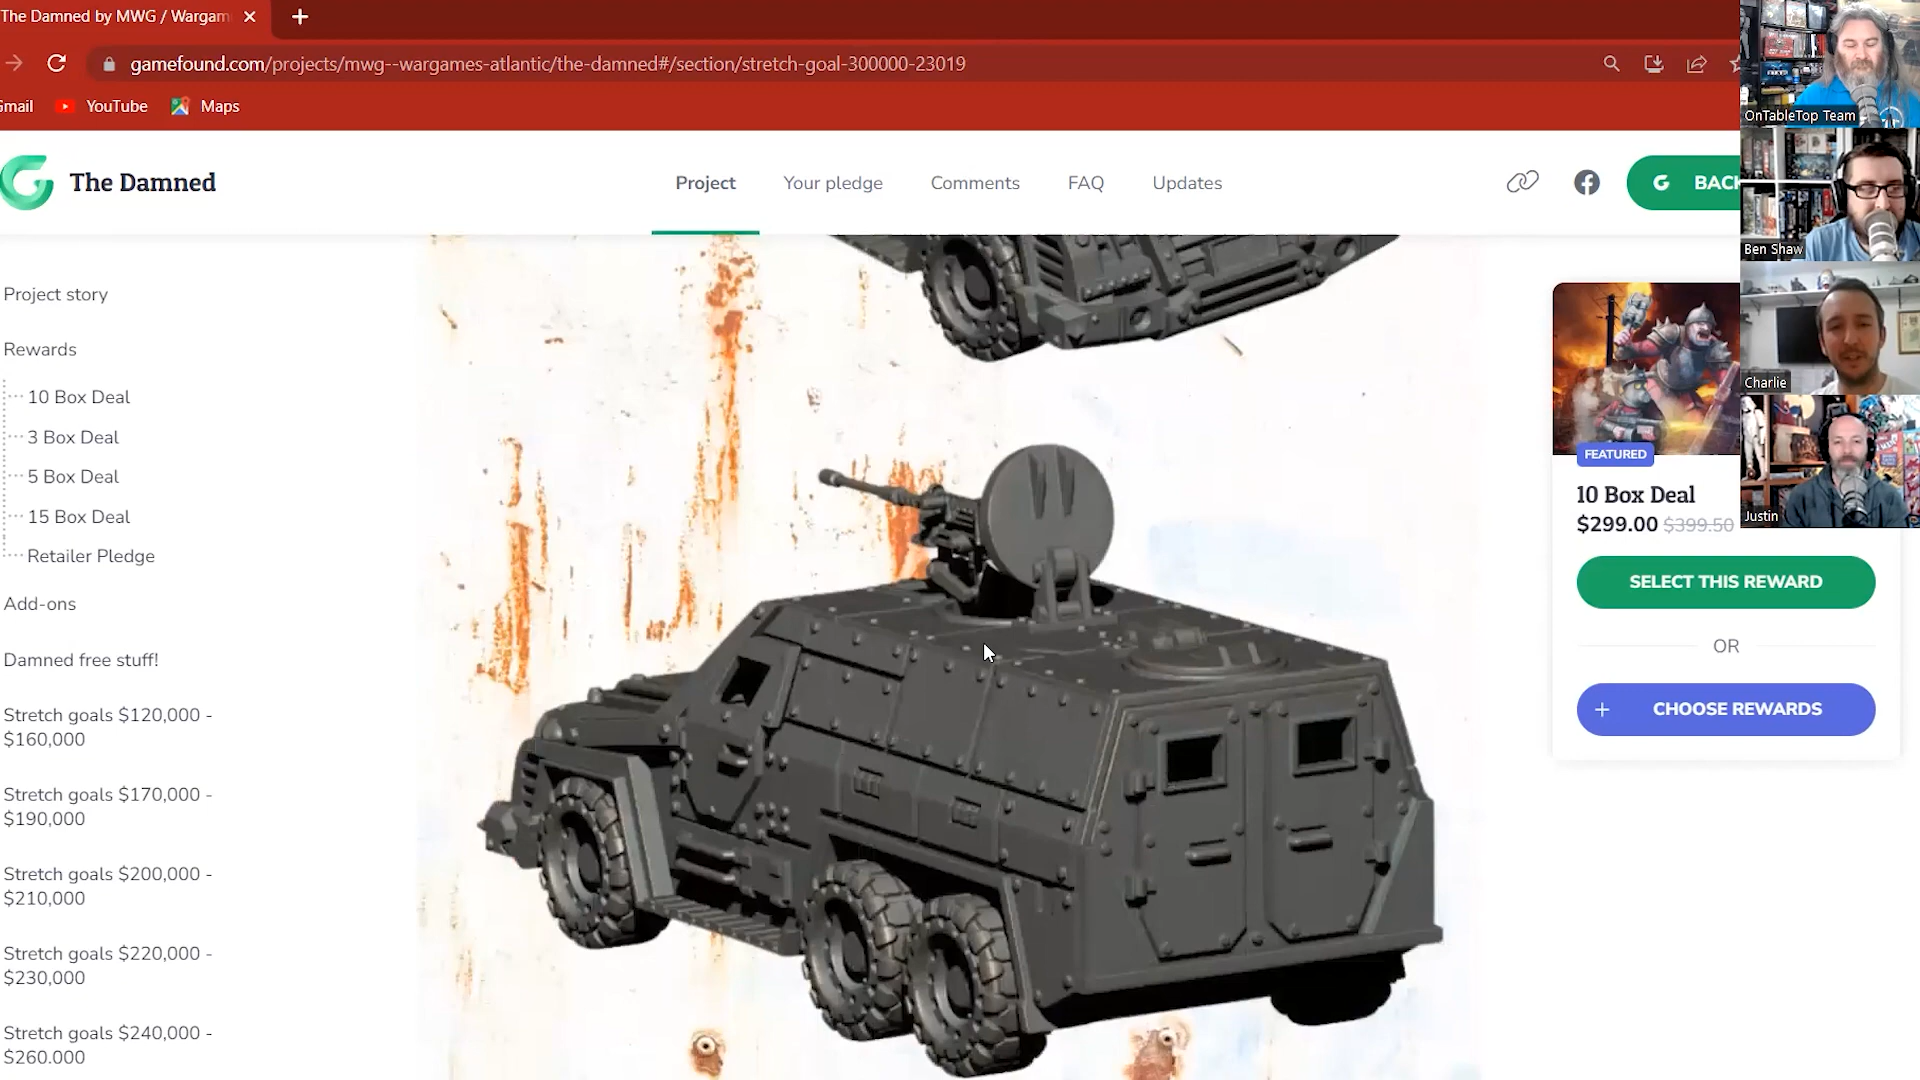 The Damned by MWG / Wargam
gamefound.com/projects/mwg--wargames-atlantic/the-damned#/section/stretch-goal-300000-23019
Gmail
YouTube
Maps
The Damned
Project
Your pledge
Comments
FAQ
Updates
BACK
OnTableTop Team
Ben Shaw
Charlie
Justin
Project story
Rewards
10 Box Deal
3 Box Deal
5 Box Deal
15 Box Deal
Retailer Pledge
Add-ons
Damned free stuff!
Stretch goals $120,000 -
$160,000
Stretch goals $170,000 -
$190,000
Stretch goals $200,000 -
$210,000
Stretch goals $220,000 -
$230,000
Stretch goals $240,000 -
$260.000
FEATURED
10 Box Deal
$299.00 $399.50
SELECT THIS REWARD
OR
+ CHOOSE REWARDS